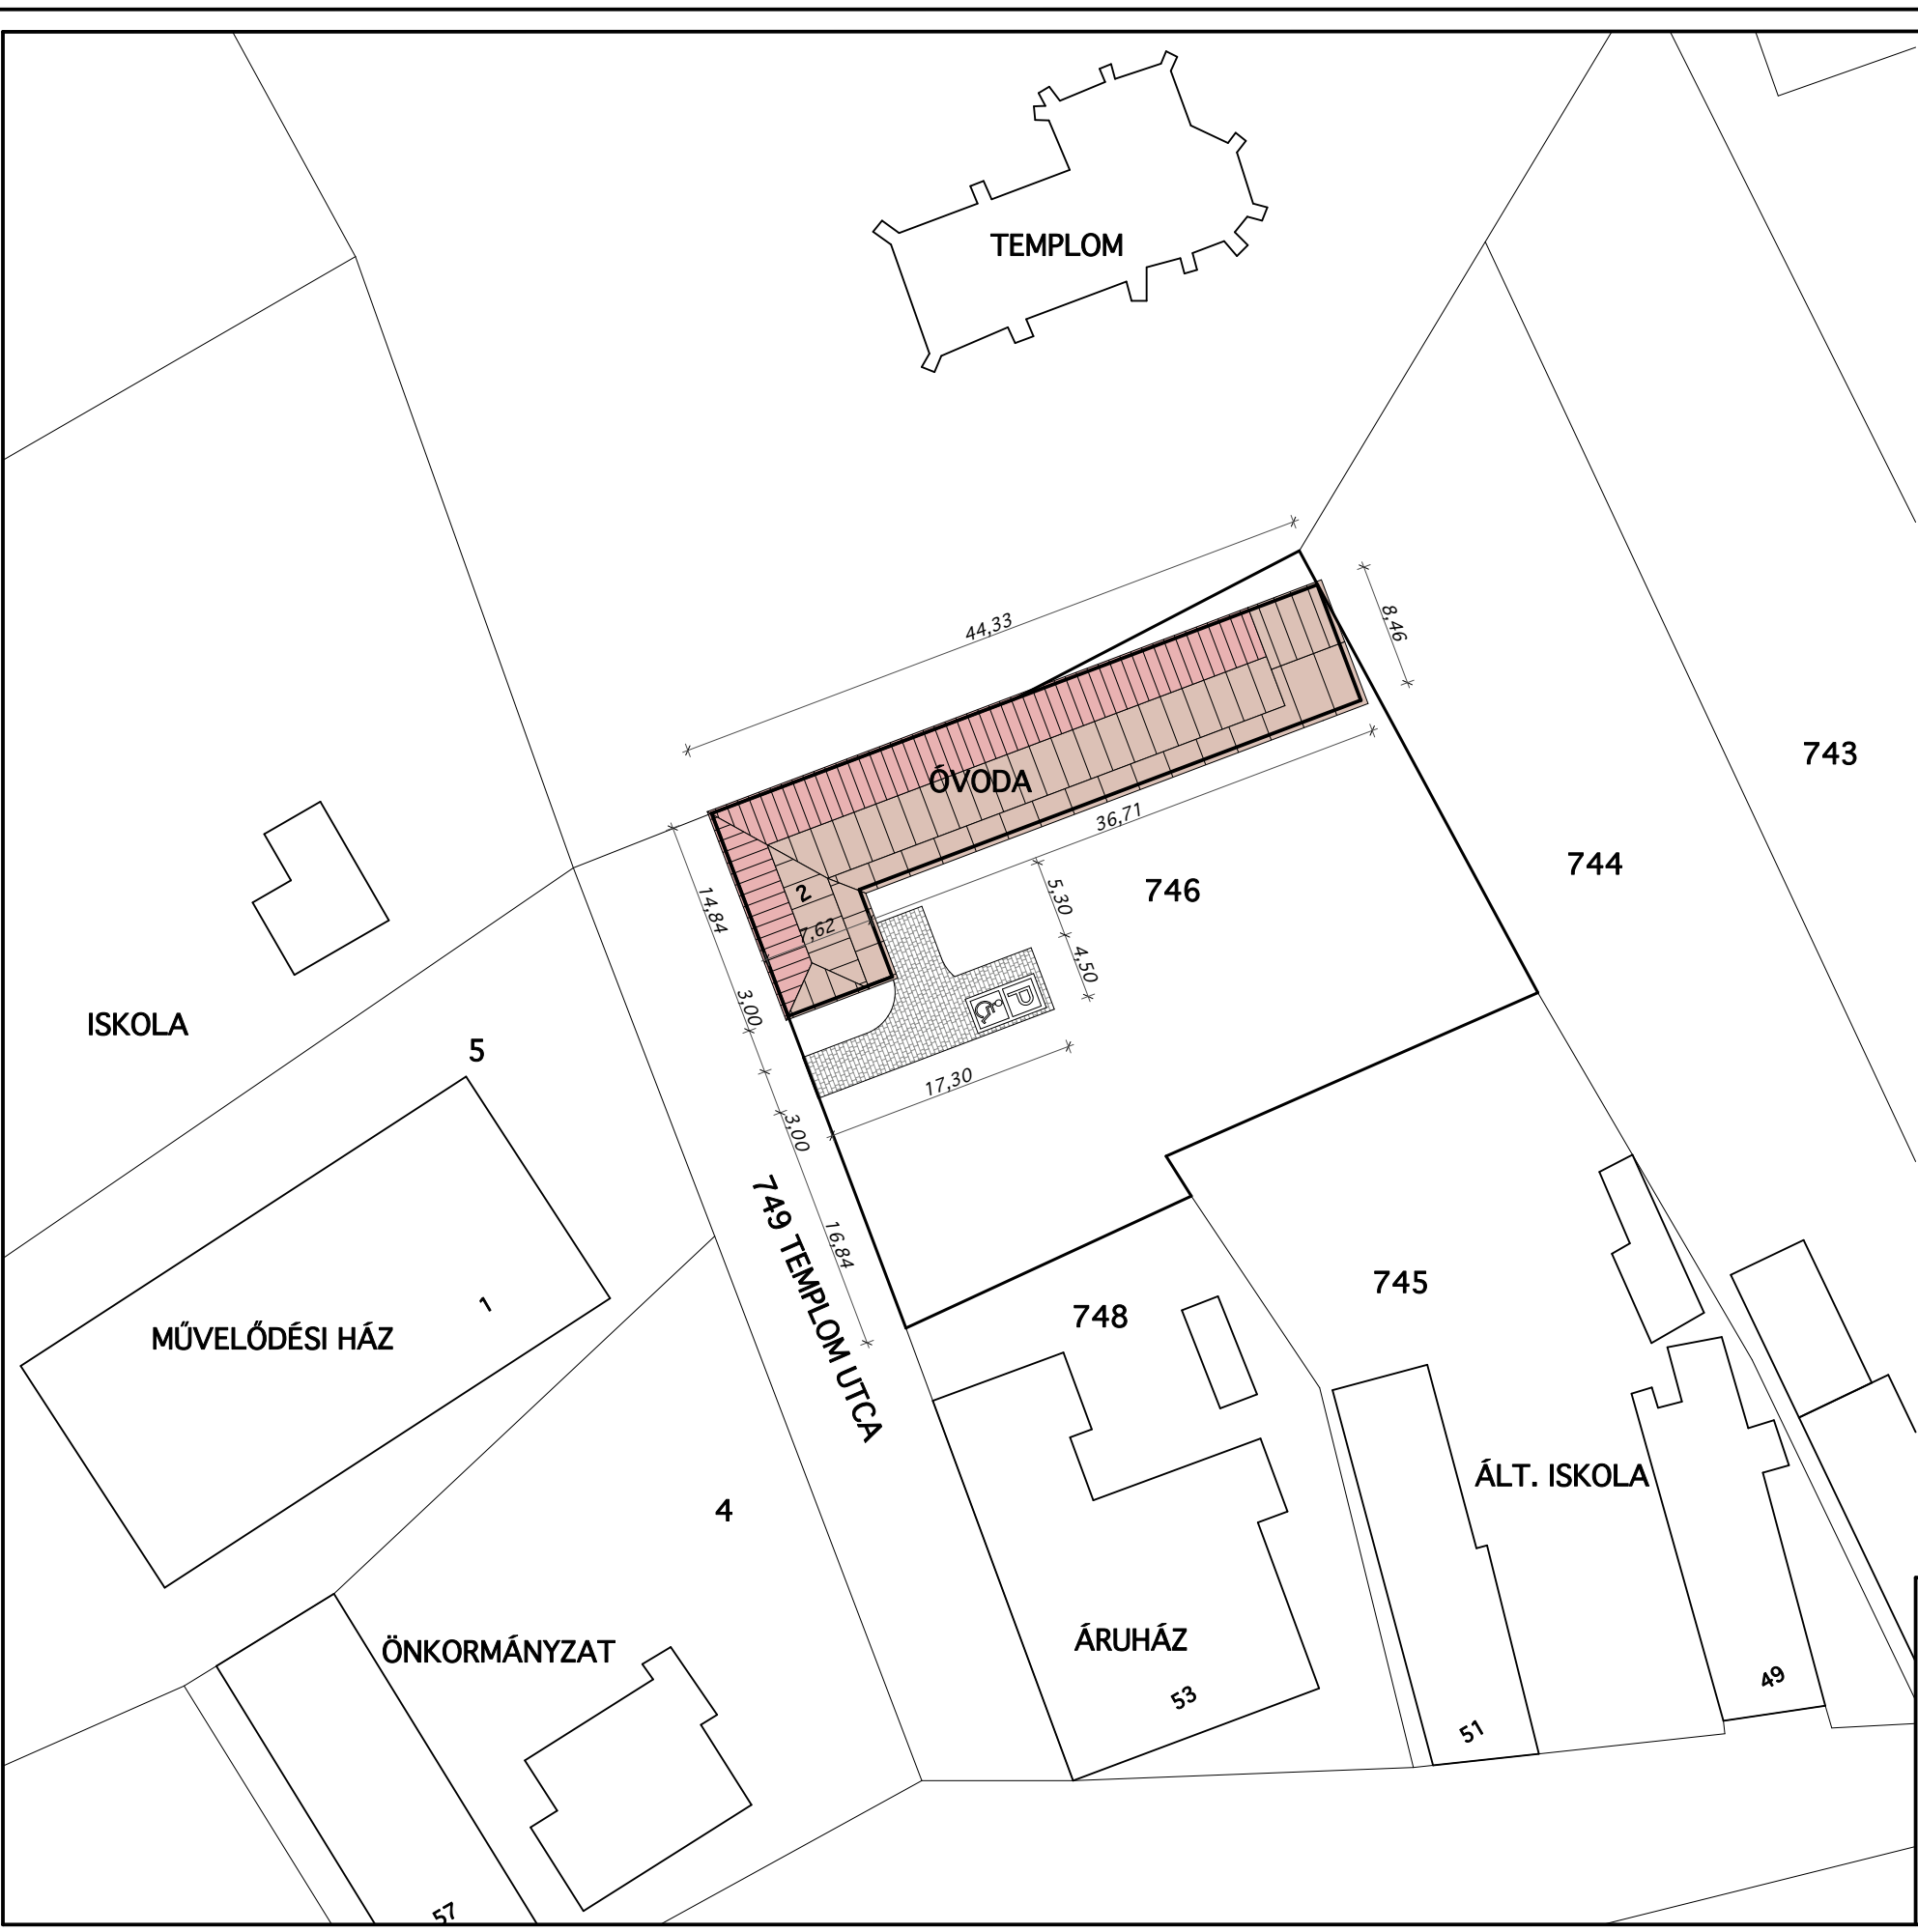 TEMPLOM
44,33
8,46
743
ÓVODA
36,71
744
2
746
14,84
7,62
5,30
4,50
3,00
P
ISKOLA
5
17,30
3,00
749 TEMPLOM UTCA
16,84
745
748
1
MŰVELŐDÉSI HÁZ
ÁLT. ISKOLA
4
ÖNKORMÁNYZAT
ÁRUHÁZ
53
49
51
57